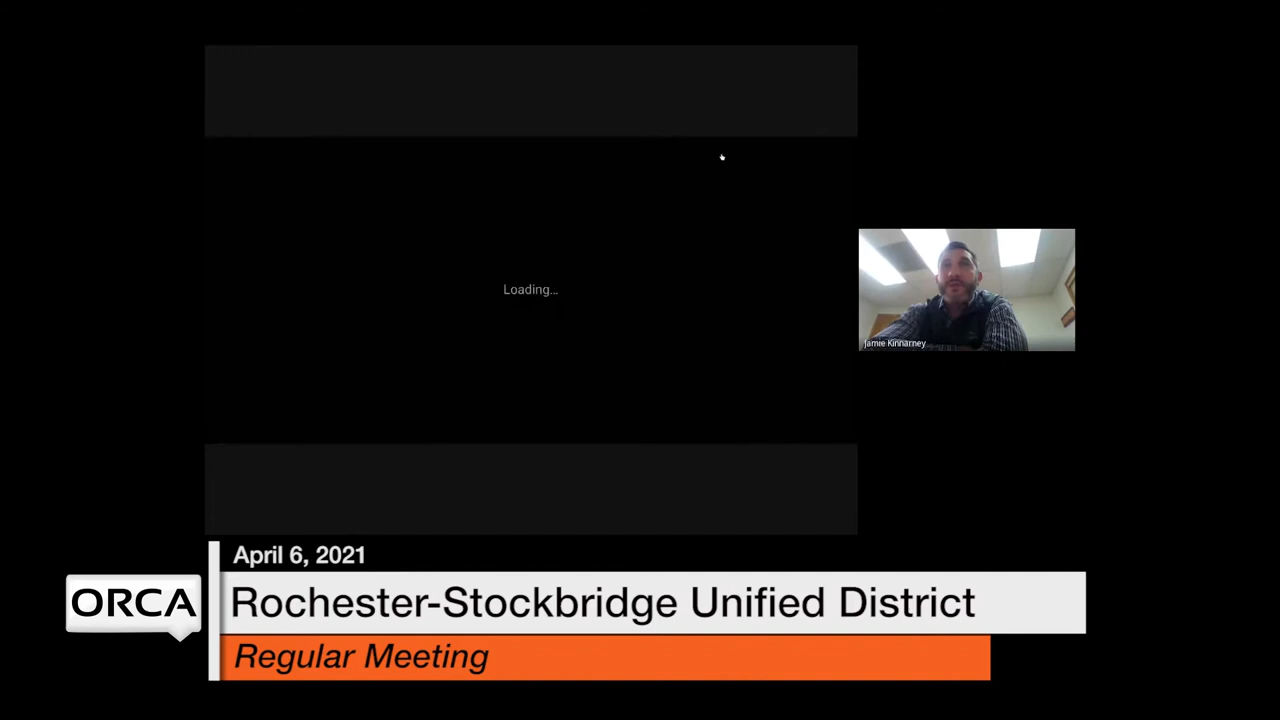 Loading...
Jamie Kinnarney
April 6, 2021
ORCA
Rochester-Stockbridge Unified District
Regular Meeting